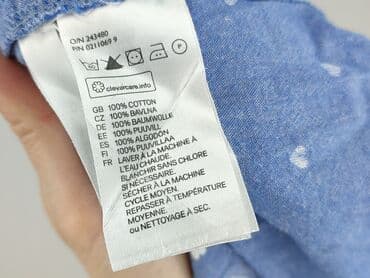 O/N 243480
P/N 0211069 9
P
clevercare.info
GB 100% COTTON
CZ 100% BAVLNA
DE 100% BAUMWOLLE
EE 100% PUUVILL
ES 100% ALGODÓN
FI 100% PUUVILLAA
FR LAVER À LA MACHINE À
L'EAU CHAUDE.
BLANCHIR SANS CHLORE
SI NÉCESSAIRE.
SÉCHER À LA MACHINE
CYCLE MOYEN.
REPASSER À TEMPÉRATURE
MOYENNE.
ou NETTOYAGE À SEC.